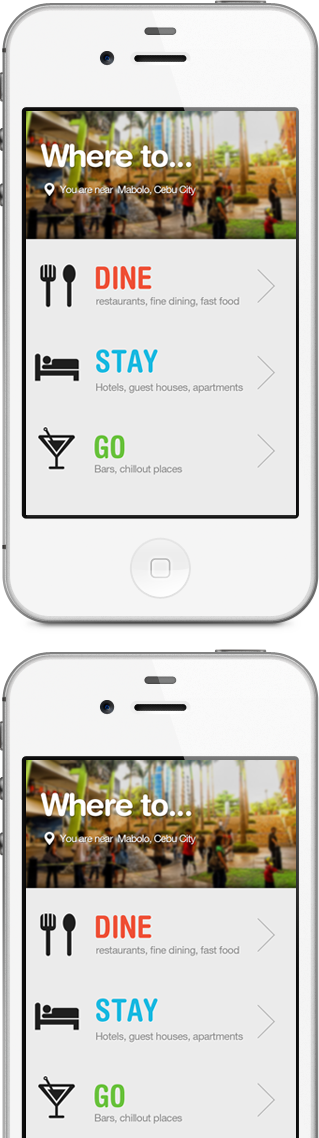 Where to...
You are near Mabolo, Cebu City
DINE
restaurants, fine dining, fast food
STAY
Hotels, guest houses, apartments
GO
Bars, chillout places
Where to...
You are near Mabolo, Cebu City
DINE
restaurants, fine dining, fast food
STAY
Hotels, guest houses, apartments
GO
Bars, chillout places